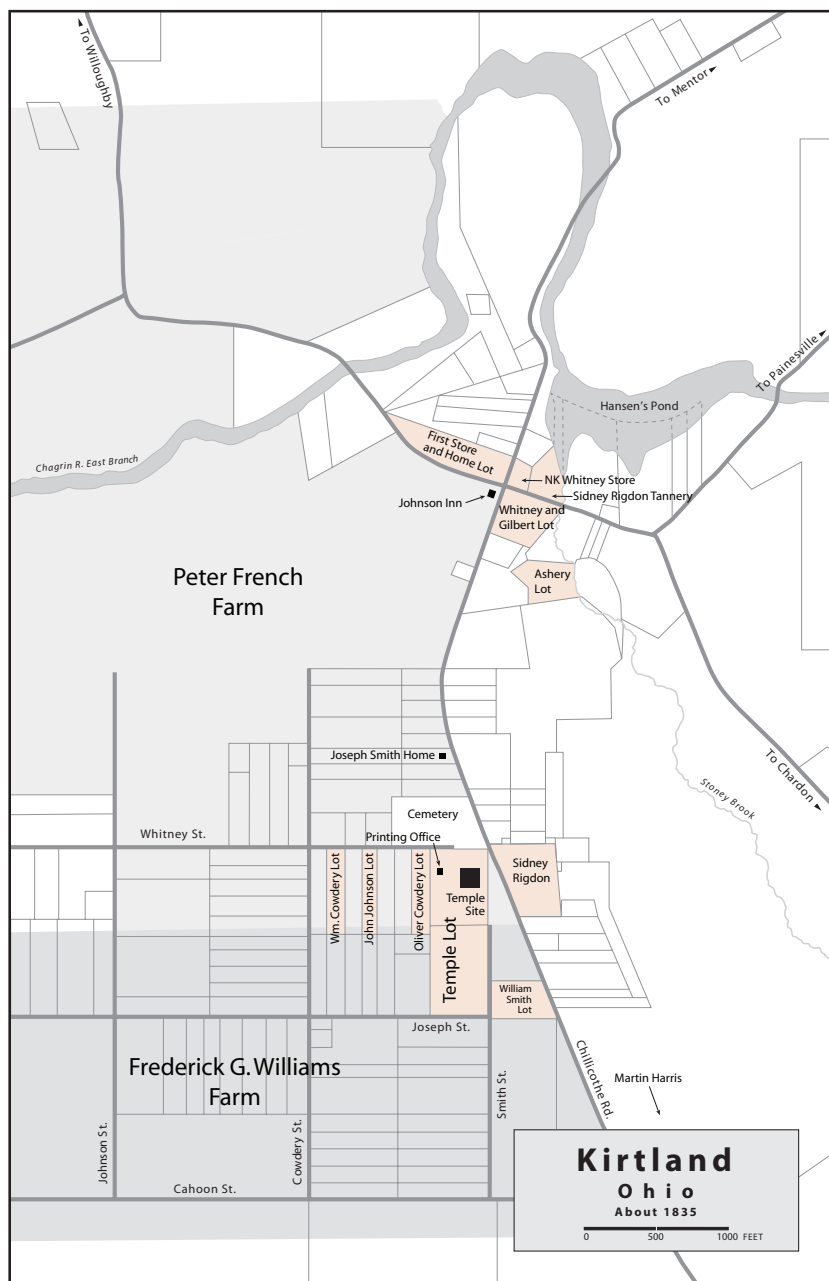 To Willoughby
To Mentor
To Painesville
Hansen's Pond
First Store
and Home Lot
Chagrin R. East Branch
NK Whitney Store
Sidney Rigdon Tannery
Johnson Inn
Whitney and
Gilbert Lot
Ashery
Lot
Peter French
Farm
Joseph Smith Home
To Chardon
Stoney Brook
Cemetery
Whitney St.
Printing Office
Sidney
Rigdon
Wm. Cowdery Lot
John Johnson Lot
Oliver Cowdery Lot
Temple
Site
Temple Lot
William
Smith
Lot
Joseph St.
Frederick G. Williams
Farm
Chillicothe Rd.
Martin Harris
Smith St.
Johnson St.
Cowdery St.
Cahoon St.
Kirtland
Ohio
About 1835
0 500 1000 FEET